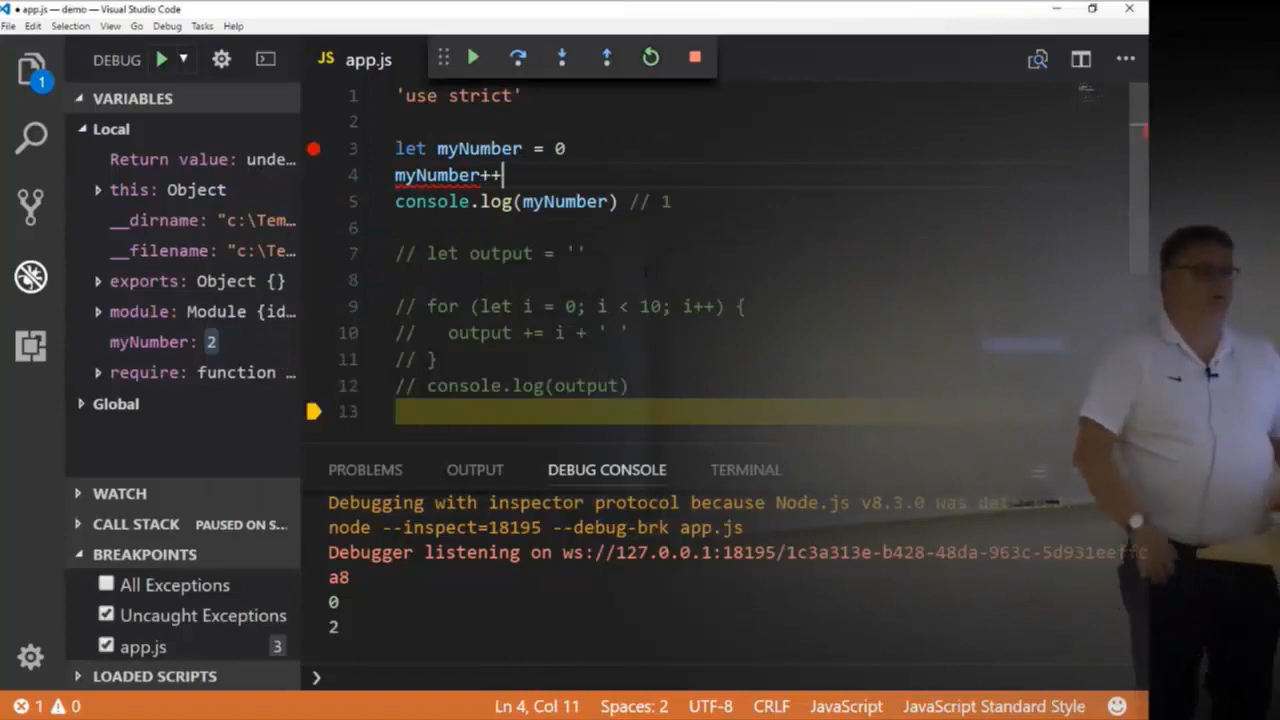 ● app.js — demo — Visual Studio Code
File Edit Selection View Go Debug Tasks Help
1
DEBUG
VARIABLES
Local
Return value: unde…
this: Object
__dirname: "c:\Tem…
__filename: "c:\Te…
exports: Object {}
module: Module {id…
myNumber: 2
require: function …
Global
WATCH
CALL STACK PAUSED ON S…
BREAKPOINTS
All Exceptions
Uncaught Exceptions
app.js 3
LOADED SCRIPTS
JS app.js
1 'use strict'
2
3 let myNumber = 0
4 myNumber++
5 console.log(myNumber) // 1
6
7 // let output = ''
8
9 // for (let i = 0; i < 10; i++) {
10 //   output += i + ' '
11 // }
12 // console.log(output)
13
PROBLEMS OUTPUT DEBUG CONSOLE TERMINAL
Debugging with inspector protocol because Node.js v8.3.0 was
node --inspect=18195 --debug-brk app.js
Debugger listening on ws://127.0.0.1:18195/1c3a313e-b428-48da-963c-5d931eeffc
a8
0
2
1 0 Ln 4, Col 11 Spaces: 2 UTF-8 CRLF JavaScript JavaScript Standard Style